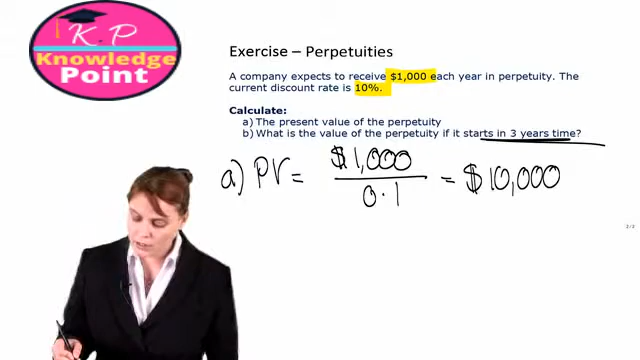 K.P
Knowledge
Point
Exercise – Perpetuities
A company expects to receive $1,000 each year in perpetuity. The
current discount rate is 10%.
Calculate:
a) The present value of the perpetuity
b) What is the value of the perpetuity if it starts in 3 years time?
a) PV = $1,000 / 0.1 = $10,000
2/2